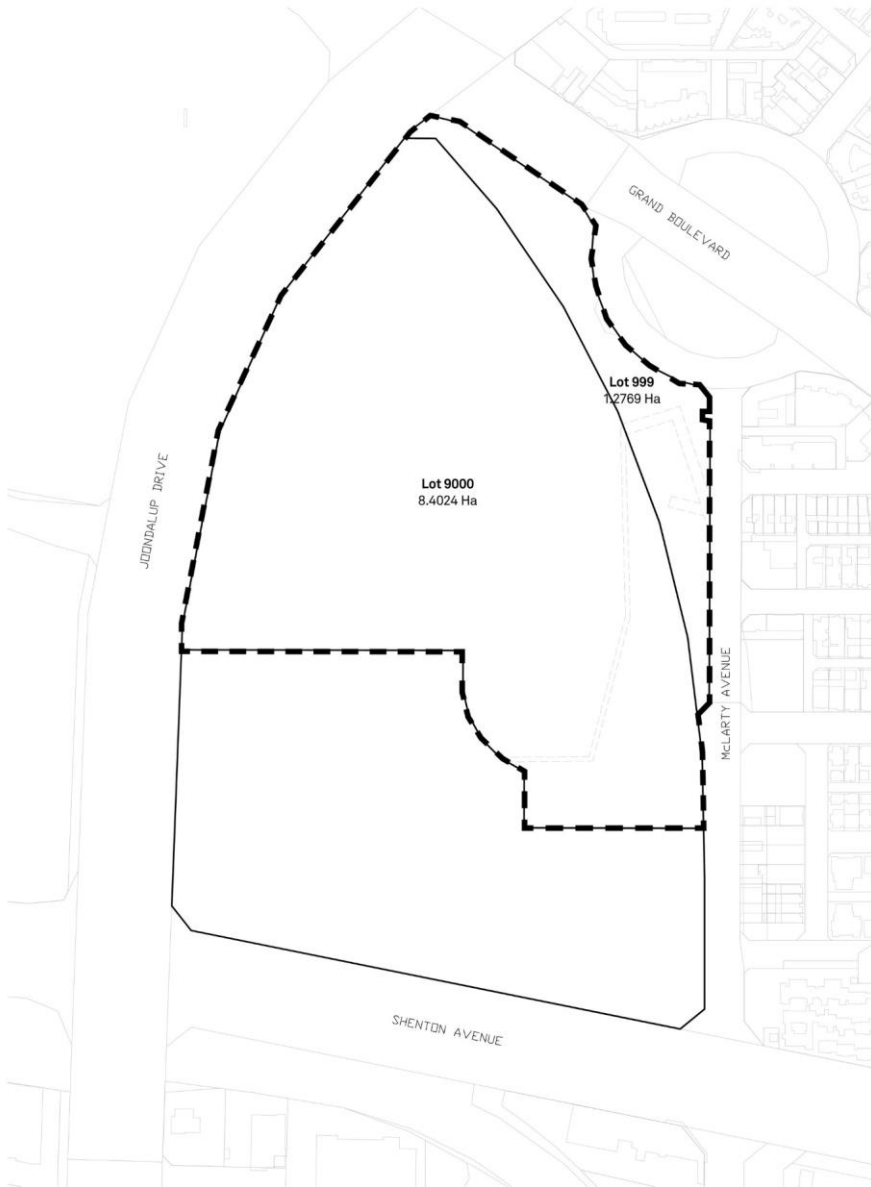 GRAND BOULEVARD
Lot 999
1.2769 Ha
Lot 9000
8.4024 Ha
JOONDALUP DRIVE
McLARTY AVENUE
SHENTON AVENUE